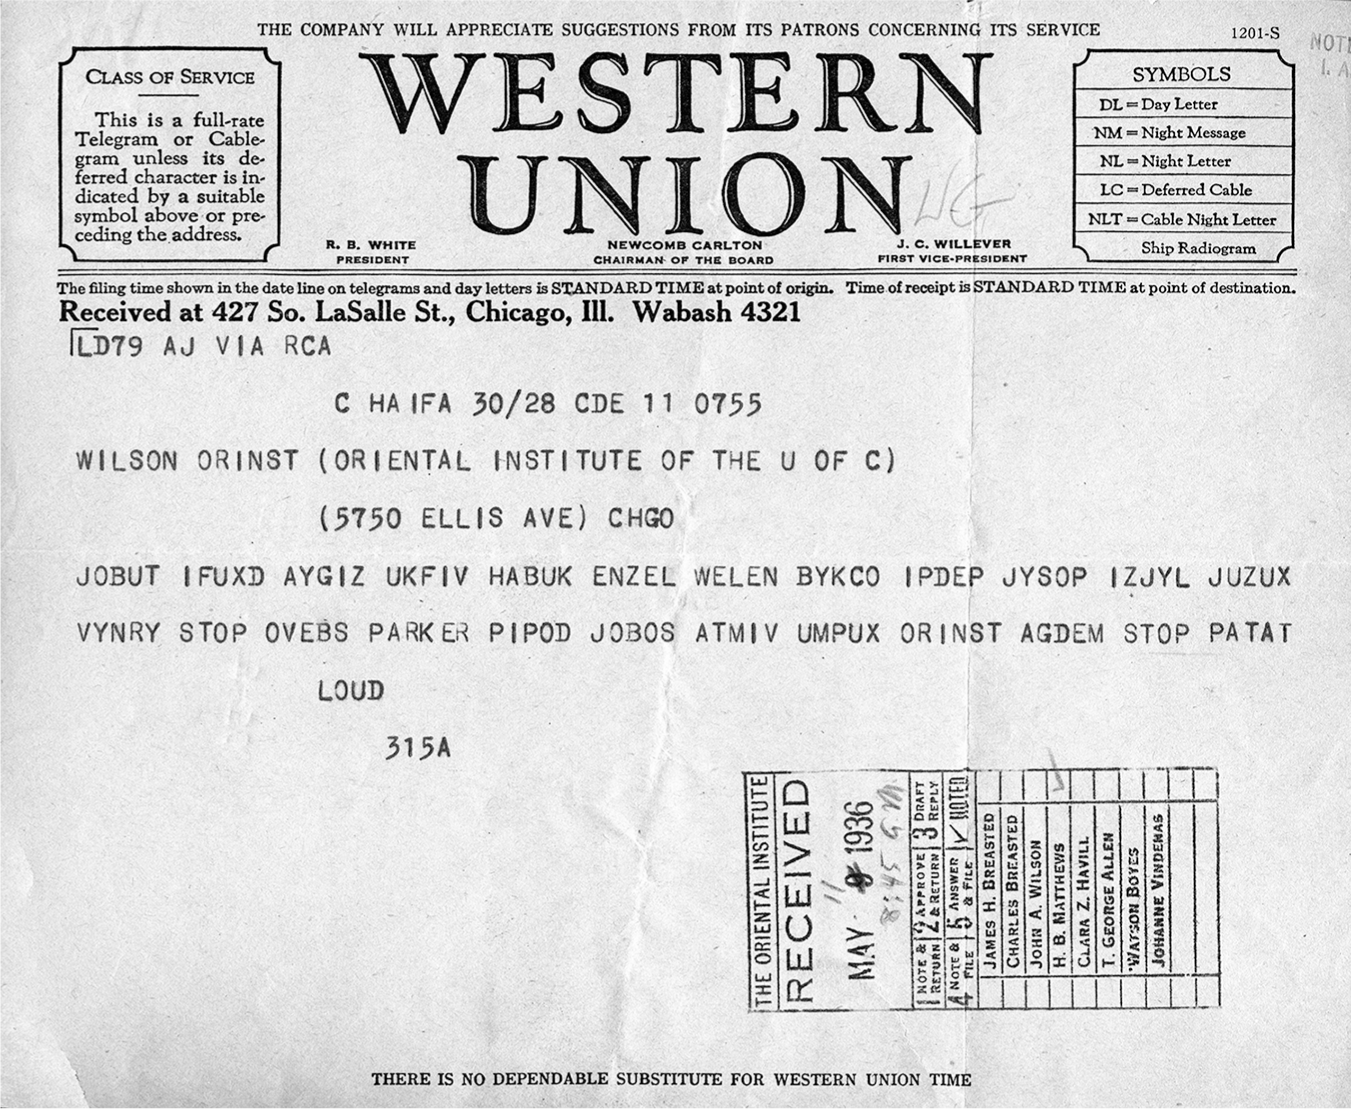 THE COMPANY WILL APPRECIATE SUGGESTIONS FROM ITS PATRONS CONCERNING ITS SERVICE
1201-S
CLASS OF SERVICE
This is a full-rate
Telegram or Cable-
gram unless its de-
ferred character is in-
dicated by a suitable
symbol above or pre-
ceding the address.
WESTERN
UNION
R. B. WHITE
PRESIDENT
NEWCOMB CARLTON
CHAIRMAN OF THE BOARD
J. C. WILLEVER
FIRST VICE-PRESIDENT
SYMBOLS
DL = Day Letter
NM = Night Message
NL = Night Letter
LC = Deferred Cable
NLT = Cable Night Letter
Ship Radiogram
The filing time shown in the date line on telegrams and day letters is STANDARD TIME at point of origin. Time of receipt is STANDARD TIME at point of destination.
Received at 427 So. LaSalle St., Chicago, Ill. Wabash 4321
LD79 AJ VIA RCA
C HAIFA 30/28 CDE 11 0755
WILSON ORINST (ORIENTAL INSTITUTE OF THE U OF C)
(5750 ELLIS AVE) CHGO
JOBUT IFUXD AYGIZ UKFIV HABUK ENZEL WELEN BYKCO IPDEP JYSOP IZJYL JUZUX
VYNRY STOP OVEBS PARKER PIPOD JOBOS ATMIV UMPUX ORINST AGDEM STOP PATAT
LOUD
315A
THE ORIENTAL INSTITUTE
RECEIVED
MAY 11 9 1936
8:45 AM
1 NOTE & RETURN
2 APPROVE & RETURN
3 DRAFT REPLY
4 NOTE & FILE
5 ANSWER & FILE
✓ NOTED
JAMES H. BREASTED
CHARLES BREASTED
JOHN A. WILSON
H. B. MATTHEWS
CLARA Z. HAVILL
T. GEORGE ALLEN
WATSON BOYES
JOHANNE VINDENAS
THERE IS NO DEPENDABLE SUBSTITUTE FOR WESTERN UNION TIME